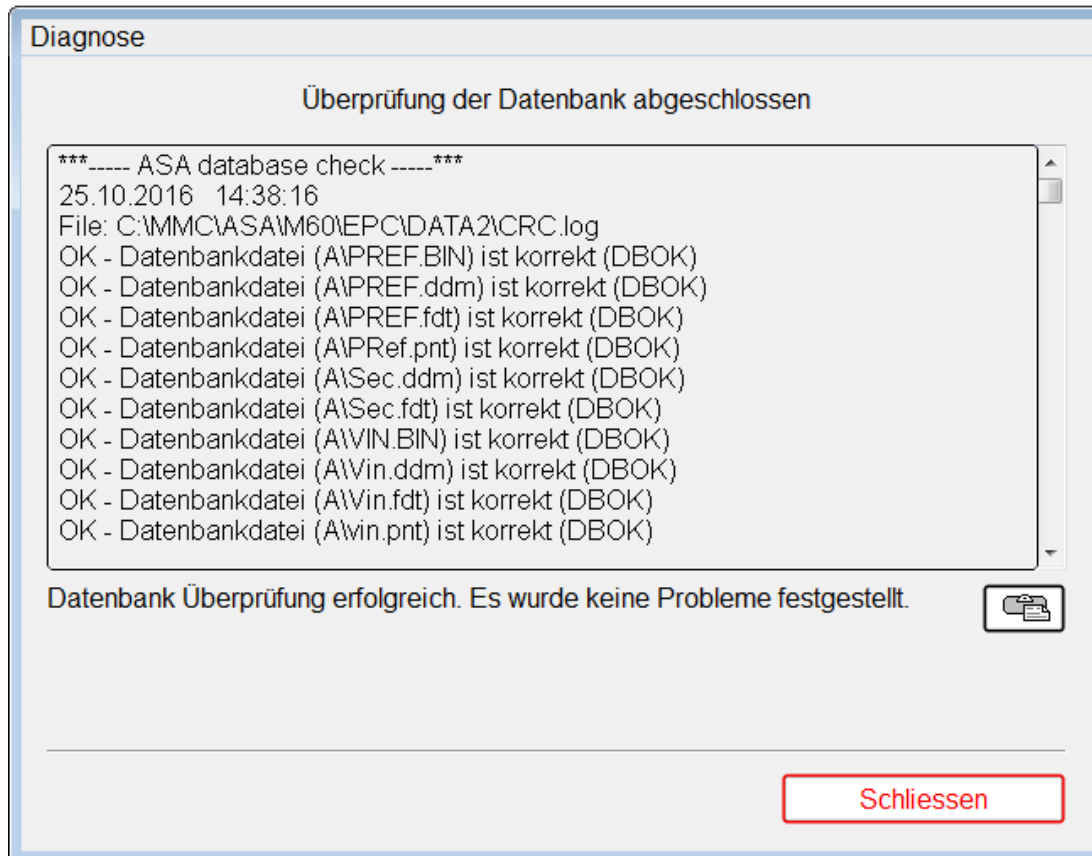 Diagnose
Überprüfung der Datenbank abgeschlossen
***----- ASA database check -----***
25.10.2016   14:38:16
File: C:\MMC\ASA\M60\EPC\DATA2\CRC.log
OK - Datenbankdatei (A\PREF.BIN) ist korrekt (DBOK)
OK - Datenbankdatei (A\PREF.ddm) ist korrekt (DBOK)
OK - Datenbankdatei (A\PREF.fdt) ist korrekt (DBOK)
OK - Datenbankdatei (A\PRef.pnt) ist korrekt (DBOK)
OK - Datenbankdatei (A\Sec.ddm) ist korrekt (DBOK)
OK - Datenbankdatei (A\Sec.fdt) ist korrekt (DBOK)
OK - Datenbankdatei (A\VIN.BIN) ist korrekt (DBOK)
OK - Datenbankdatei (A\Vin.ddm) ist korrekt (DBOK)
OK - Datenbankdatei (A\Vin.fdt) ist korrekt (DBOK)
OK - Datenbankdatei (A\vin.pnt) ist korrekt (DBOK)
Datenbank Überprüfung erfolgreich. Es wurde keine Probleme festgestellt.
Schliessen